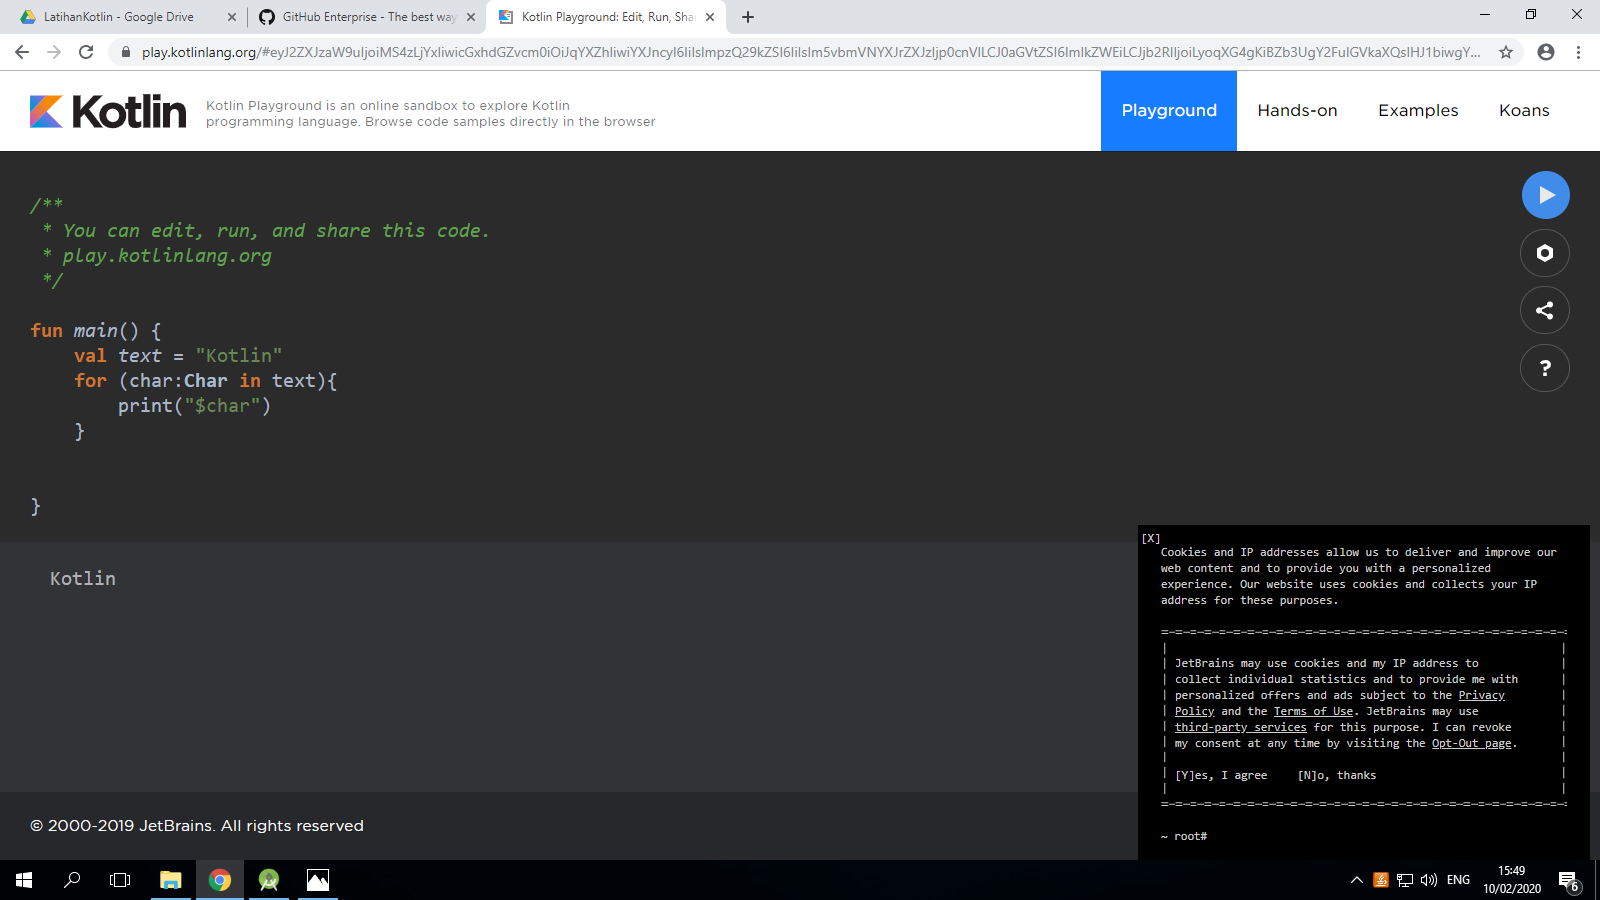 LatihanKotlin - Google Drive
GitHub Enterprise - The best way
Kotlin Playground: Edit, Run, Sha
Kotlin
Kotlin Playground is an online sandbox to explore Kotlin
programming language. Browse code samples directly in the browser
Playground
Hands-on
Examples
Koans
/**
* You can edit, run, and share this code.
* play.kotlinlang.org
*/
fun main() {
val text = "Kotlin"
for (char:Char in text){
print("$char")
}
}
Kotlin
[X]
Cookies and IP addresses allow us to deliver and improve our
web content and to provide you with a personalized
experience. Our website uses cookies and collects your IP
address for these purposes.
JetBrains may use cookies and my IP address to
collect individual statistics and to provide me with
personalized offers and ads subject to the Privacy
Policy and the Terms of Use. JetBrains may use
third-party services for this purpose. I can revoke
my consent at any time by visiting the Opt-Out page.
[Y]es, I agree [N]o, thanks
~ root#
© 2000-2019 JetBrains. All rights reserved
ENG
15:49
10/02/2020
6